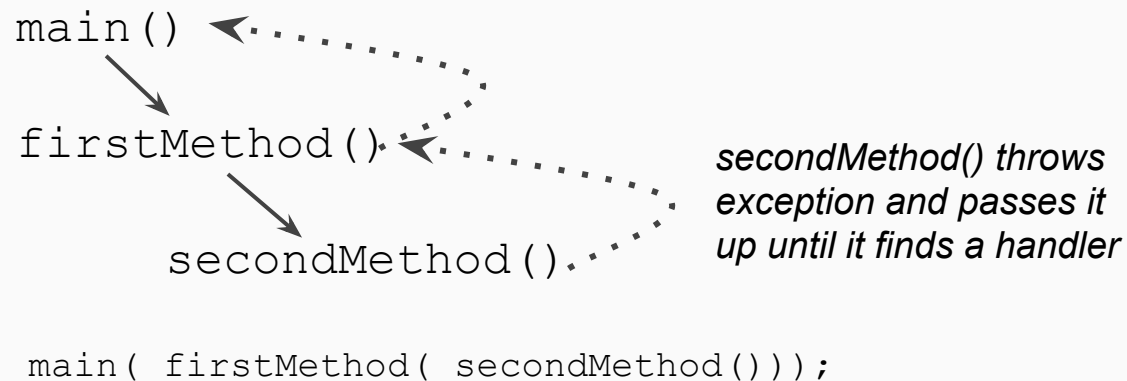 main()
firstMethod()
secondMethod() throws
exception and passes it
up until it finds a handler
secondMethod()
main( firstMethod( secondMethod()));